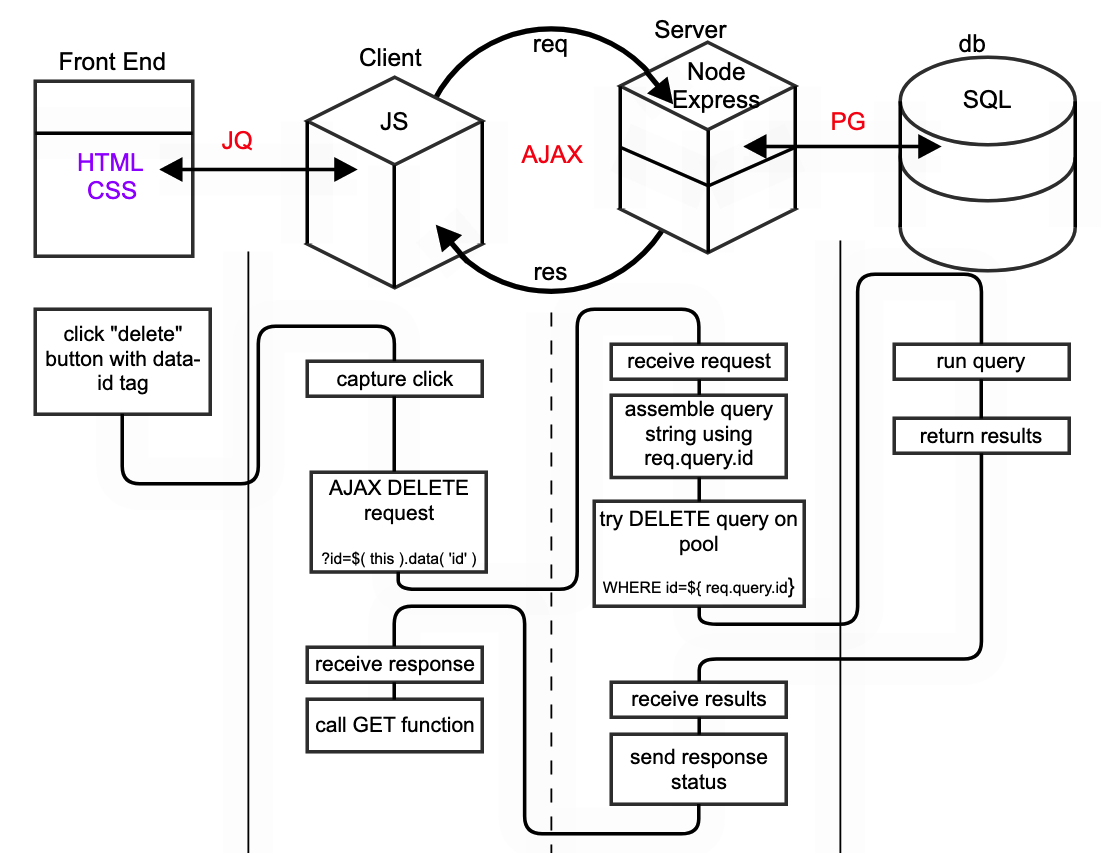 Front End
Client
req
Server
db
Node
Express
SQL
JS
JQ
AJAX
PG
HTML
CSS
res
click "delete"
button with data-
id tag
capture click
AJAX DELETE
request
?id=$( this ).data( 'id' )
receive request
assemble query
string using
req.query.id
try DELETE query on
pool
WHERE id=${ req.query.id}
run query
return results
receive results
send response
status
receive response
call GET function